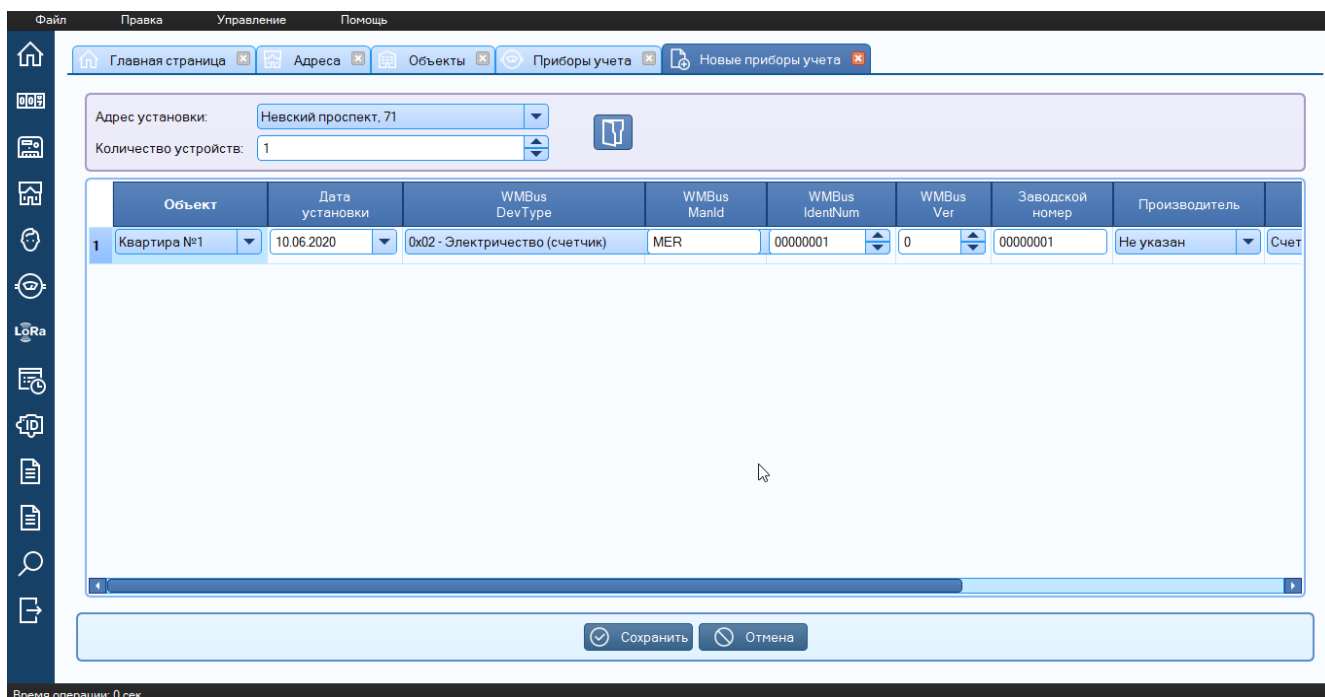 Файл Правка Управление Помощь
Главная страница Адреса Объекты Приборы учета Новые приборы учета
Адрес установки: Невский проспект, 71
Количество устройств: 1
Объект Дата установки WMBus DevType WMBus ManId WMBus IdentNum WMBus Ver Заводской номер Производитель
1 Квартира №1 10.06.2020 0x02 - Электричество (счетчик) MER 00000001 0 00000001 Не указан Счет
LoRa
ID
Сохранить Отмена
Время операции: 0 сек